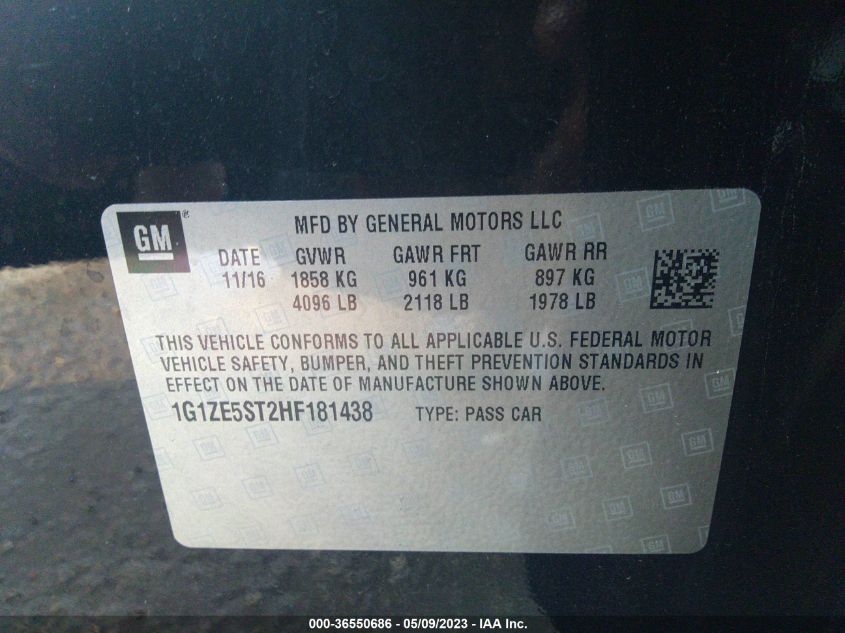 GM
®
MFD BY GENERAL MOTORS LLC
DATE GVWR GAWR FRT GAWR RR
11/16 1858 KG 961 KG 897 KG
4096 LB 2118 LB 1978 LB
THIS VEHICLE CONFORMS TO ALL APPLICABLE U.S. FEDERAL MOTOR
VEHICLE SAFETY, BUMPER, AND THEFT PREVENTION STANDARDS IN
EFFECT ON THE DATE OF MANUFACTURE SHOWN ABOVE.
1G1ZE5ST2HF181438 TYPE: PASS CAR
000-36550686 - 05/09/2023 - IAA Inc.